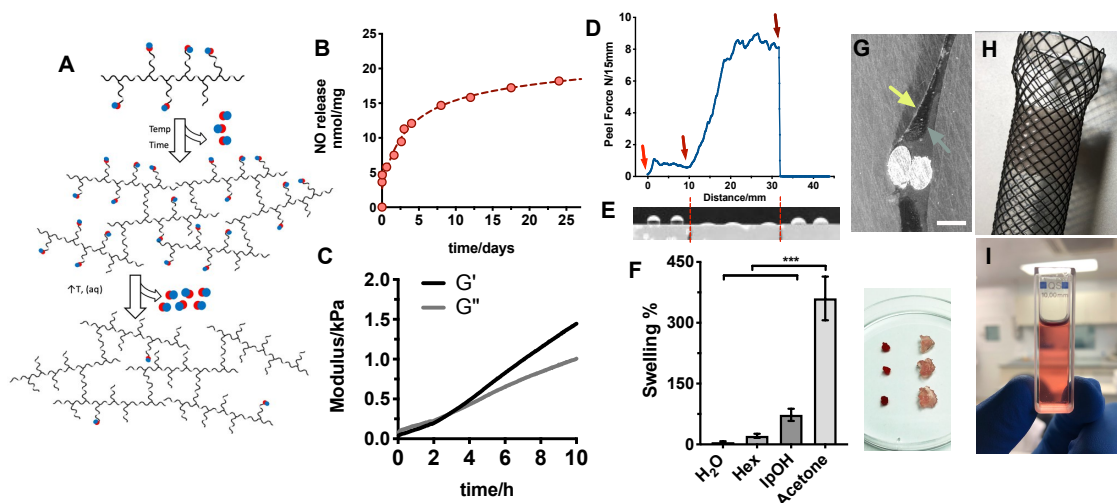 A
Temp
Time
↑T, (aq)
B
NO release
nmol/mg
25
20
15
10
5
0
0 5 10 15 20 25
time/days
C
G'
G"
Modulus/kPa
2.0
1.5
1.0
0.5
0.0
0 2 4 6 8 10
time/h
D
Peel Force N/15mm
10
8
6
4
2
0
0 10 20 30 40
Distance/mm
E
F
***
Swelling %
450
300
150
0
H₂O
Hex
IpOH
Acetone
G
H
I
QS
10.00mm